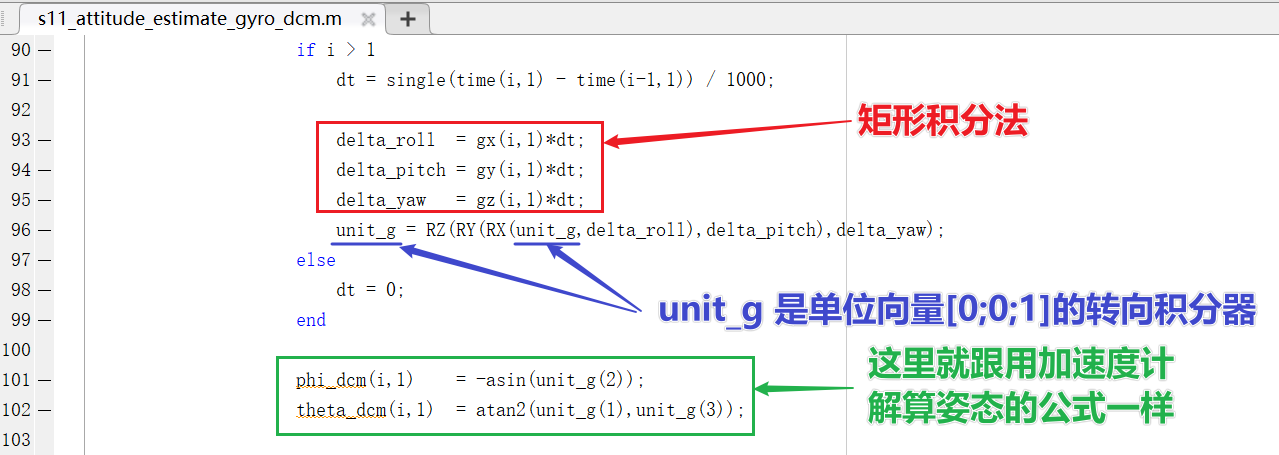 s11_attitude_estimate_gyro_dcm.m
90 if i > 1
91 dt = single(time(i,1) - time(i-1,1)) / 1000;
92
矩形积分法
93 delta_roll = gx(i,1)*dt;
94 delta_pitch = gy(i,1)*dt;
95 delta_yaw = gz(i,1)*dt;
96 unit_g = RZ(RY(RX(unit_g,delta_roll),delta_pitch),delta_yaw);
97 else
98 dt = 0;
unit_g 是单位向量[0;0;1]的转向积分器
99 end
100
这里就跟用加速度计
解算姿态的公式一样
101 phi_dcm(i,1) = -asin(unit_g(2));
102 theta_dcm(i,1) = atan2(unit_g(1),unit_g(3));
103